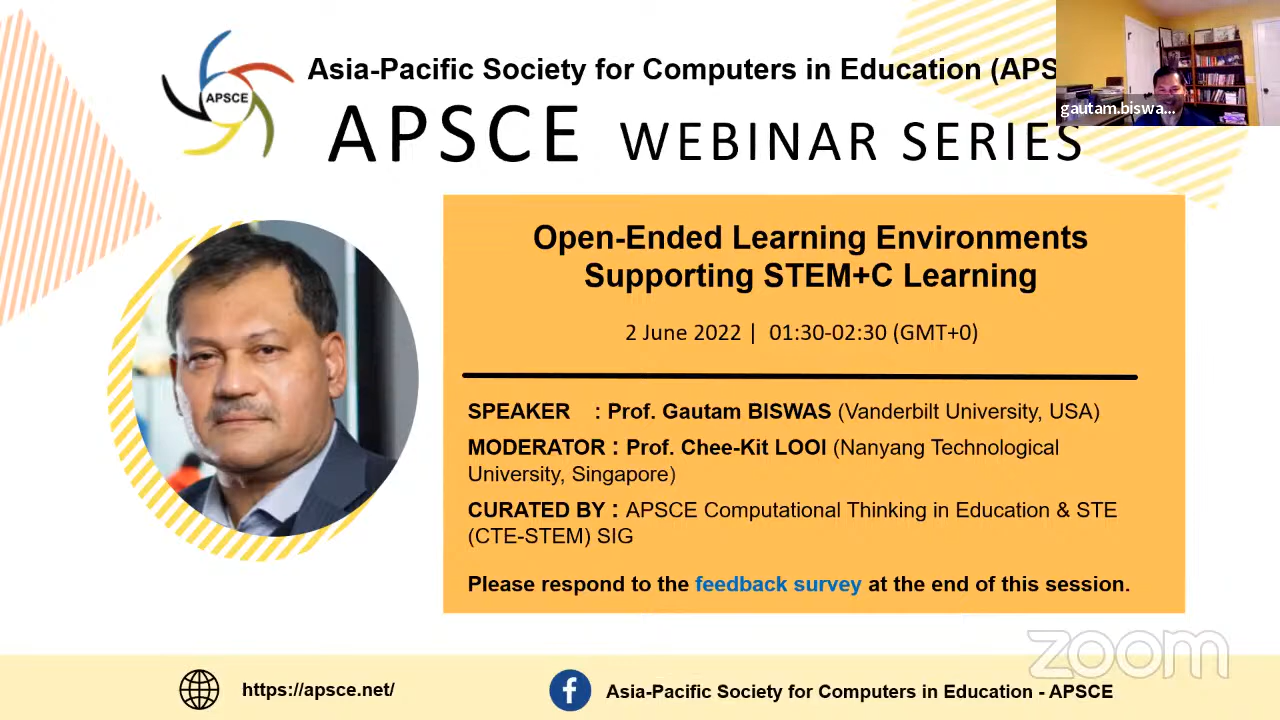 Asia-Pacific Society for Computers in Education (APS
gautam.biswa...
APSCE
APSCE WEBINAR SERIES
Open-Ended Learning Environments
Supporting STEM+C Learning
2 June 2022 | 01:30-02:30 (GMT+0)
SPEAKER : Prof. Gautam BISWAS (Vanderbilt University, USA)
MODERATOR : Prof. Chee-Kit LOOI (Nanyang Technological
University, Singapore)
CURATED BY : APSCE Computational Thinking in Education & STE
(CTE-STEM) SIG
Please respond to the feedback survey at the end of this session.
zoom
https://apsce.net/
Asia-Pacific Society for Computers in Education - APSCE